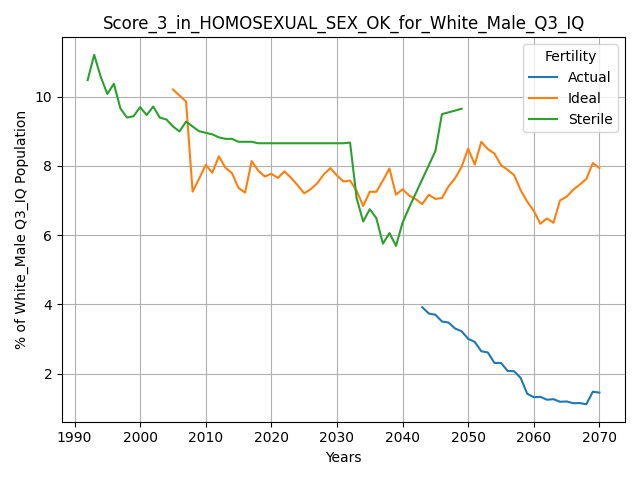 Score_3_in_HOMOSEXUAL_SEX_OK_for_White_Male_Q3_IQ
Fertility
Actual
Ideal
Sterile
% of White_Male Q3_IQ Population
10
8
6
4
2
1990 2000 2010 2020 2030 2040 2050 2060 2070
Years